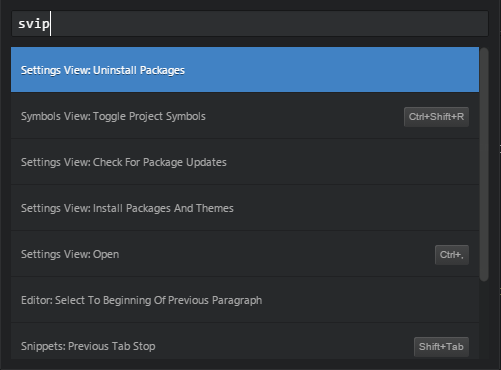 svip
Settings View: Uninstall Packages
Symbols View: Toggle Project Symbols Ctrl+Shift+R
Settings View: Check For Package Updates
Settings View: Install Packages And Themes
Settings View: Open Ctrl+,
Editor: Select To Beginning Of Previous Paragraph
Snippets: Previous Tab Stop Shift+Tab